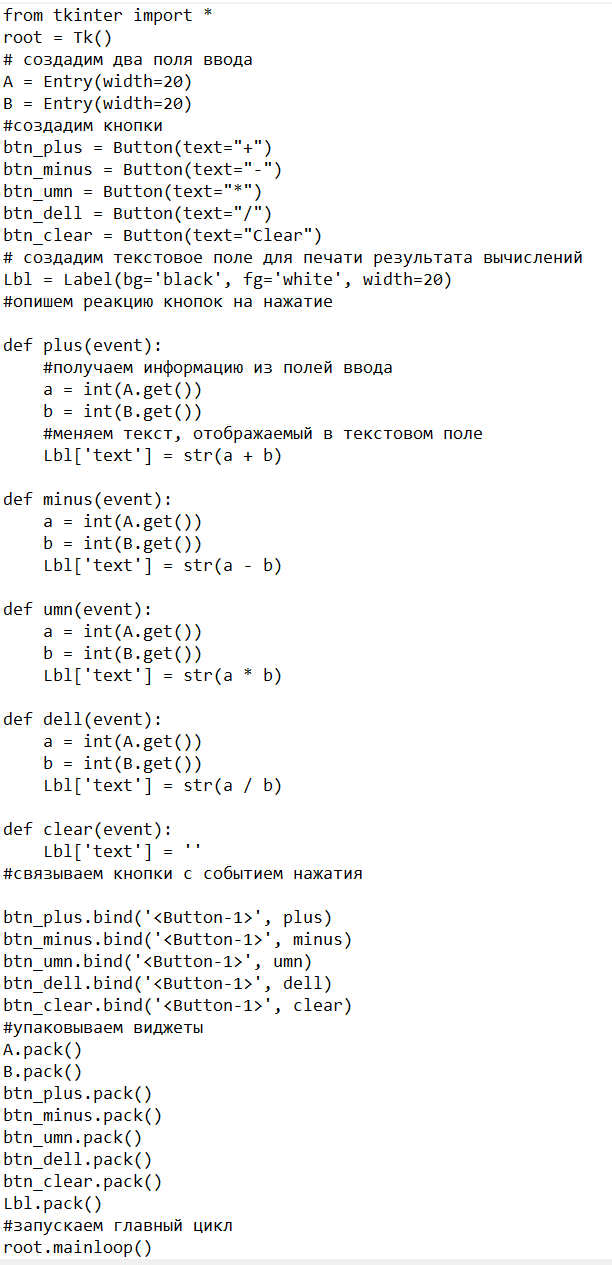 from tkinter import *
root = Tk()
# создадим два поля ввода
A = Entry(width=20)
B = Entry(width=20)
#создадим кнопки
btn_plus = Button(text="+")
btn_minus = Button(text="-")
btn_umn = Button(text="*")
btn_dell = Button(text="/")
btn_clear = Button(text="Clear")
# создадим текстовое поле для печати результата вычислений
Lbl = Label(bg='black', fg='white', width=20)
#опишем реакцию кнопок на нажатие

def plus(event):
    #получаем информацию из полей ввода
    a = int(A.get())
    b = int(B.get())
    #меняем текст, отображаемый в текстовом поле
    Lbl['text'] = str(a + b)

def minus(event):
    a = int(A.get())
    b = int(B.get())
    Lbl['text'] = str(a - b)

def umn(event):
    a = int(A.get())
    b = int(B.get())
    Lbl['text'] = str(a * b)

def dell(event):
    a = int(A.get())
    b = int(B.get())
    Lbl['text'] = str(a / b)

def clear(event):
    Lbl['text'] = ''
#связываем кнопки с событием нажатия

btn_plus.bind('<Button-1>', plus)
btn_minus.bind('<Button-1>', minus)
btn_umn.bind('<Button-1>', umn)
btn_dell.bind('<Button-1>', dell)
btn_clear.bind('<Button-1>', clear)
#упаковываем виджеты
A.pack()
B.pack()
btn_plus.pack()
btn_minus.pack()
btn_umn.pack()
btn_dell.pack()
btn_clear.pack()
Lbl.pack()
#запускаем главный цикл
root.mainloop()